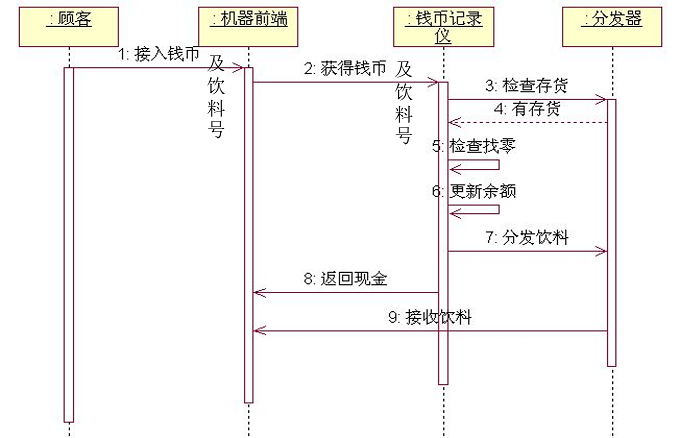 : 顾客
: 机器前端
: 钱币记录
仪
: 分发器
1: 接入钱币
及饮料号
2: 获得钱币
及饮料号
3: 检查存货
4: 有存货
5: 检查找零
6: 更新余额
7: 分发饮料
8: 返回现金
9: 接收饮料